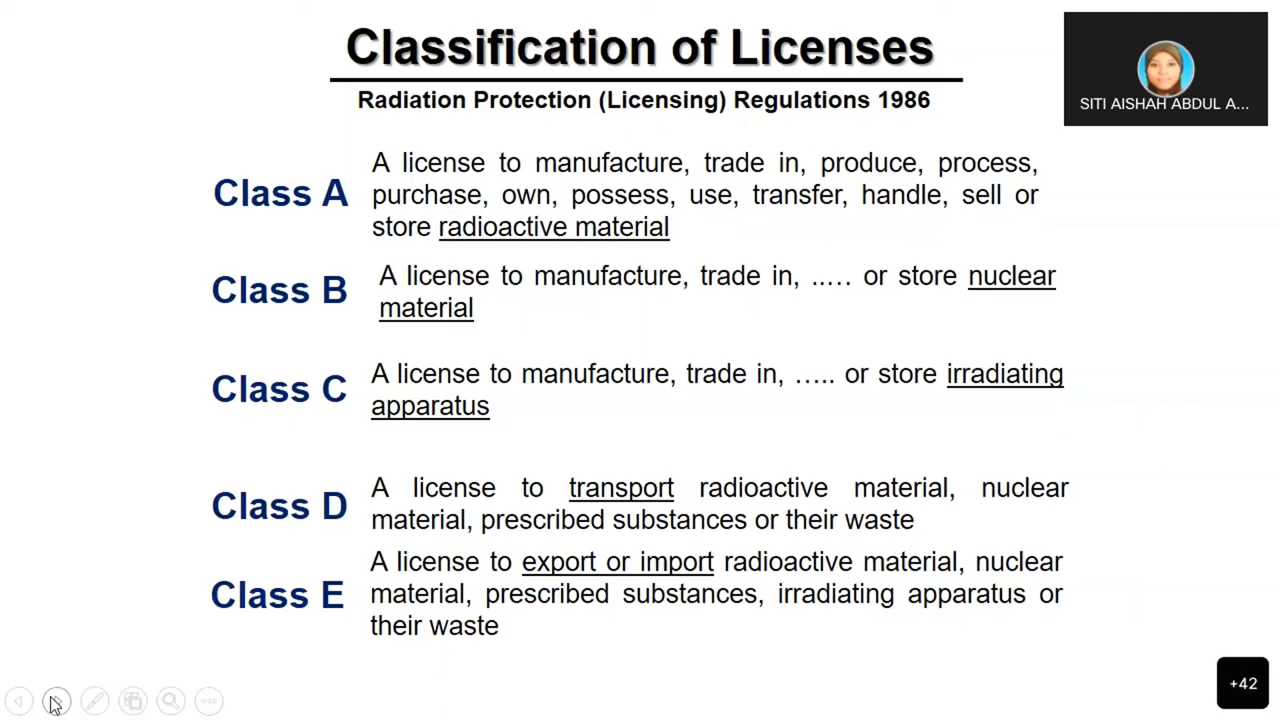 Classification of Licenses
Radiation Protection (Licensing) Regulations 1986
SITI AISHAH ABDUL A...
Class A
A license to manufacture, trade in, produce, process,
purchase, own, possess, use, transfer, handle, sell or
store radioactive material
Class B
A license to manufacture, trade in, ..… or store nuclear
material
Class C
A license to manufacture, trade in, ….. or store irradiating
apparatus
Class D
A license to transport radioactive material, nuclear
material, prescribed substances or their waste
Class E
A license to export or import radioactive material, nuclear
material, prescribed substances, irradiating apparatus or
their waste
+42